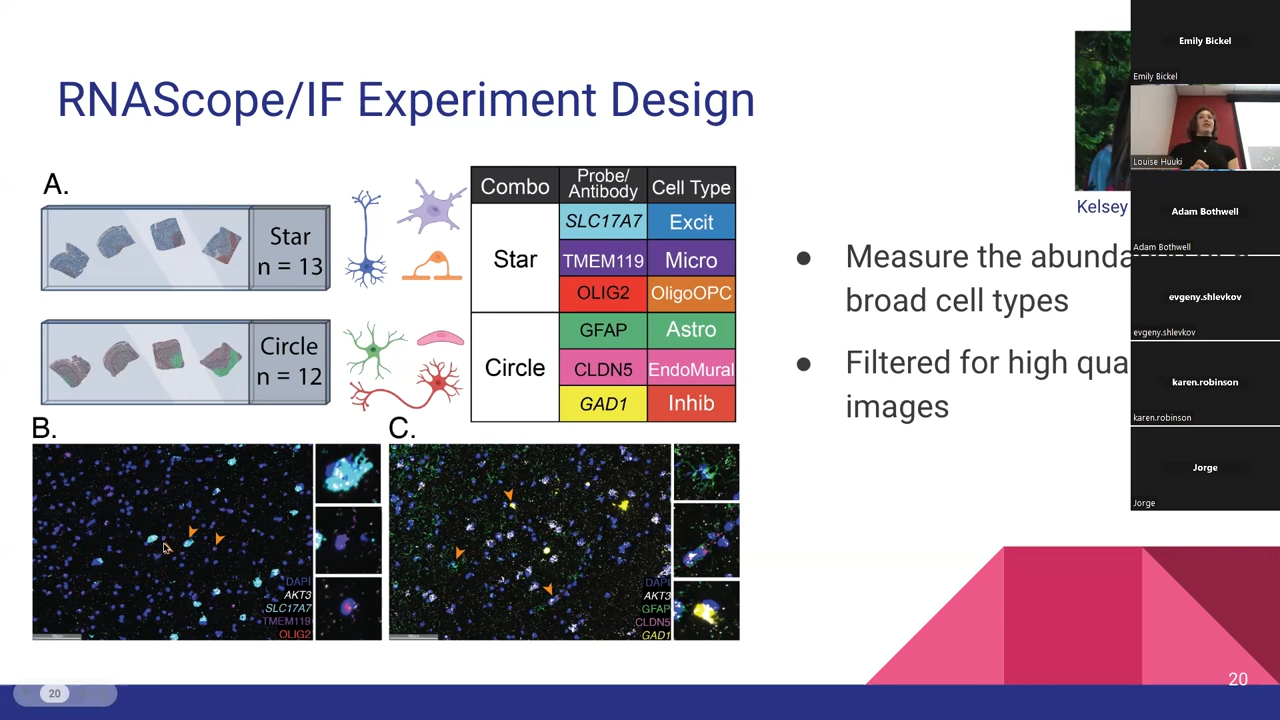 RNAScope/IF Experiment Design
A.
Star
n = 13
Circle
n = 12
Combo
Probe/
Antibody
Cell Type
Star
SLC17A7
Excit
TMEM119
Micro
OLIG2
OligoOPC
Circle
GFAP
Astro
CLDN5
EndoMural
GAD1
Inhib
B.
DAPI
AKT3
SLC17A7
TMEM119
OLIG2
C.
DAPI
AKT3
GFAP
CLDN5
GAD1
Kelsey
● Measure the
broad cell types
● Filtered for high
images
Emily Bickel
Emily Bickel
Louise Huuki
Adam Bothwell
Adam Bothwell
evgeny.shlevkov
evgeny.shlevkov
karen.robinson
karen.robinson
Jorge
Jorge
20
20